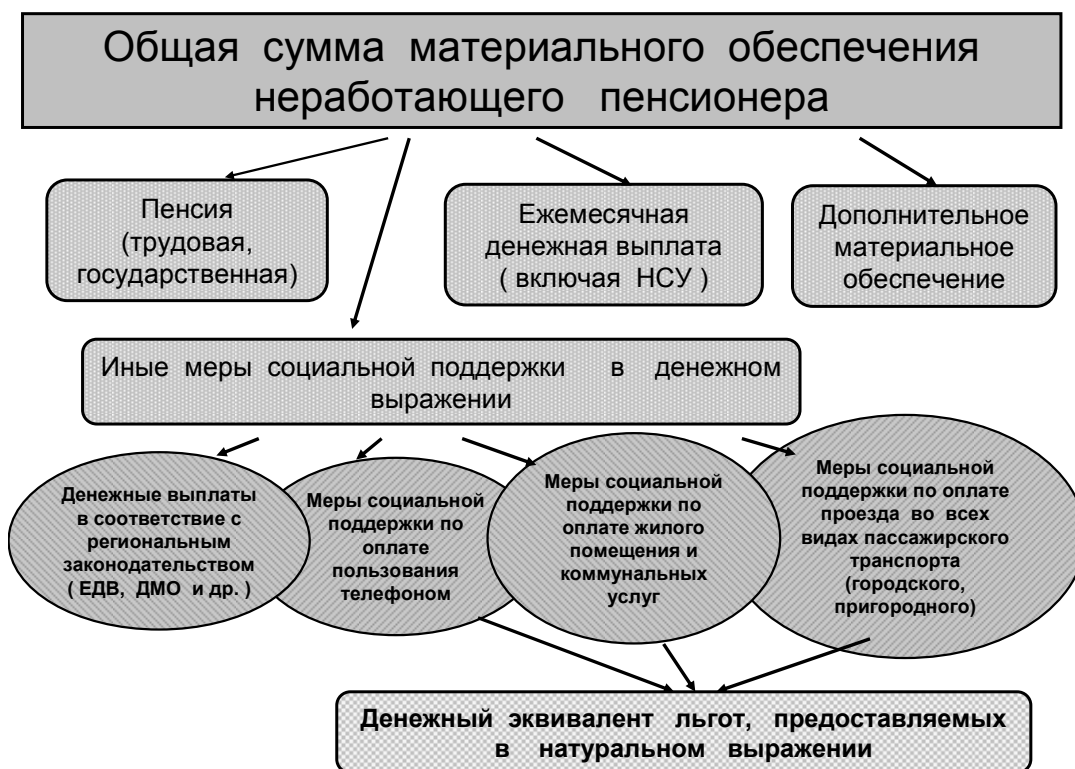 Общая сумма материального обеспечения
неработающего пенсионера
Пенсия
(трудовая,
государственная)
Ежемесячная
денежная выплата
( включая НСУ )
Дополнительное
материальное
обеспечение
Иные меры социальной поддержки в денежном
выражении
Денежные выплаты
в соответствие с
региональным
законодательством
( ЕДВ, ДМО и др. )
Меры социальной
поддержки по
оплате
пользования
телефоном
Меры социальной
поддержки по
оплате жилого
помещения и
коммунальных
услуг
Меры социальной
поддержки по оплате
проезда во всех
видах пассажирского
транспорта
(городского,
пригородного)
Денежный эквивалент льгот, предоставляемых
в натуральном выражении